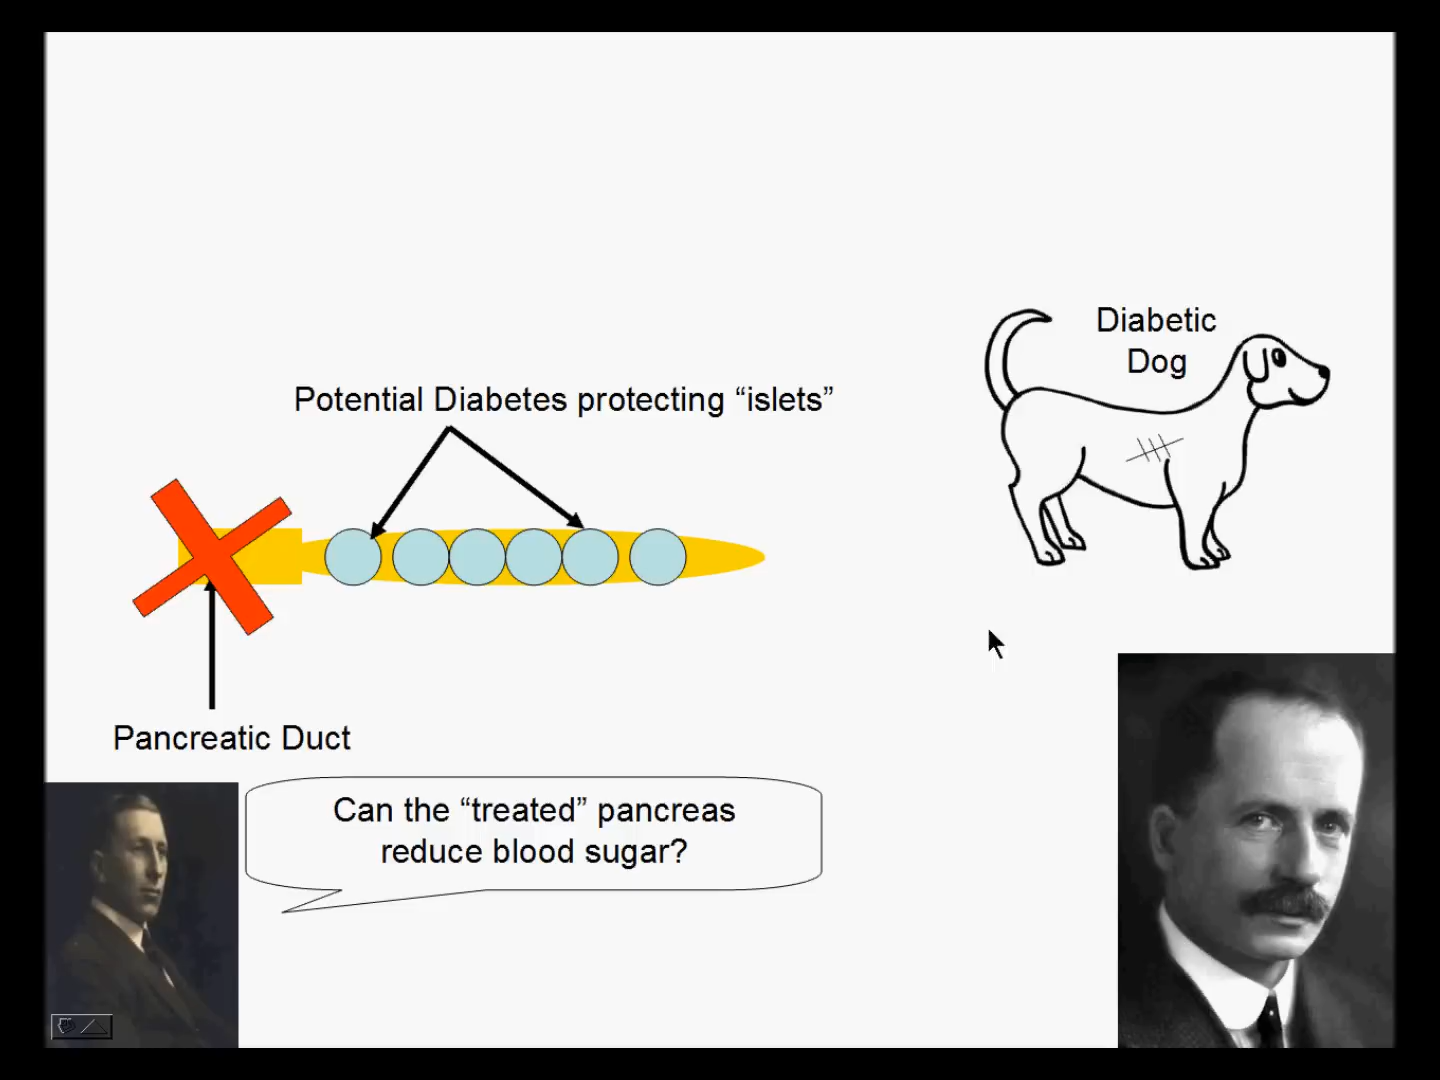 Diabetic
Dog
Potential Diabetes protecting “islets”
Pancreatic Duct
Can the “treated” pancreas
reduce blood sugar?